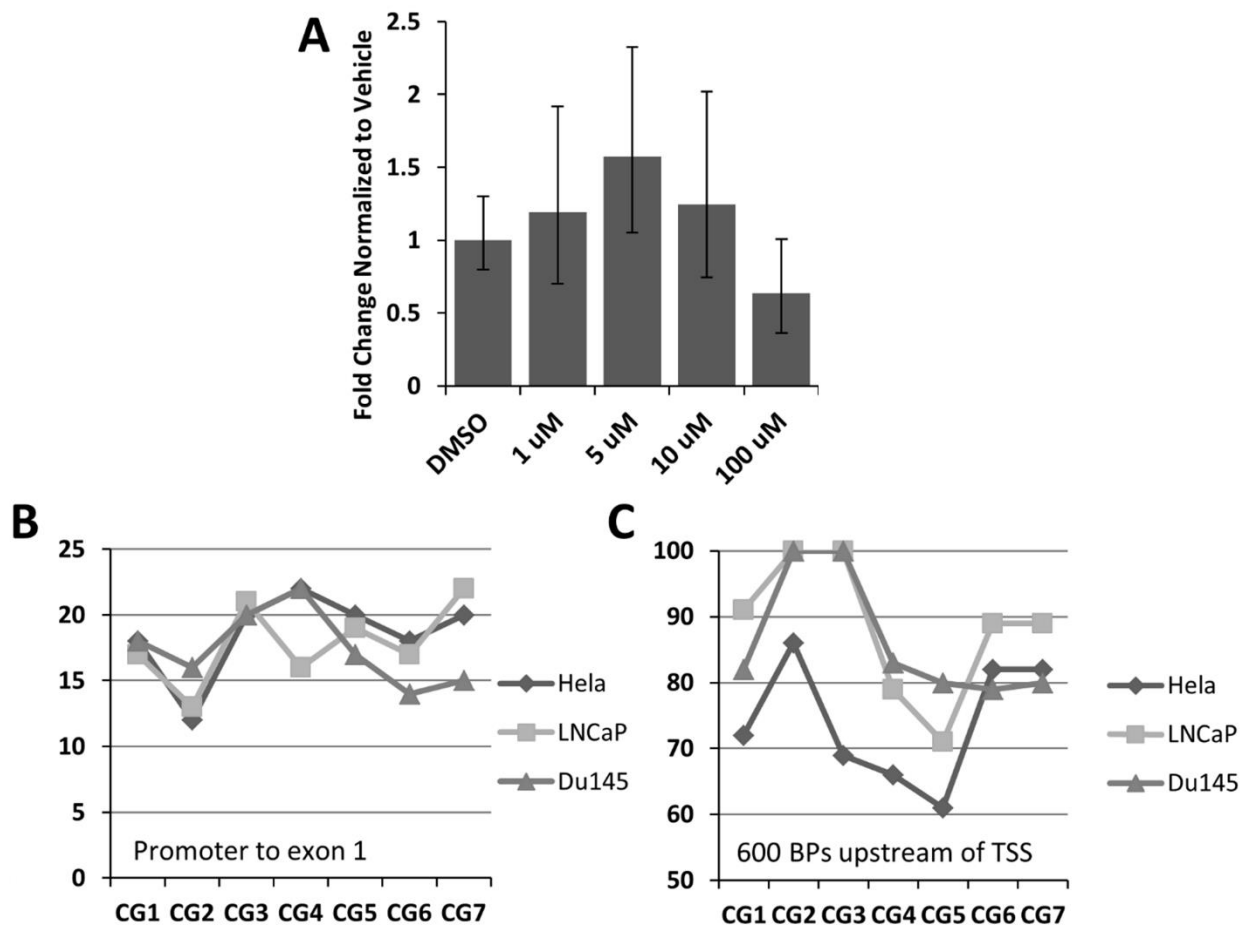 A
Fold Change Normalized to Vehicle
2.5
2
1.5
1
0.5
0
DMSO
1 uM
5 uM
10 uM
100 uM
B
25
20
15
10
5
0
Promoter to exon 1
CG1 CG2 CG3 CG4 CG5 CG6 CG7
Hela
LNCaP
Du145
C
100
90
80
70
60
50
600 BPs upstream of TSS
CG1 CG2 CG3 CG4 CG5 CG6 CG7
Hela
LNCaP
Du145